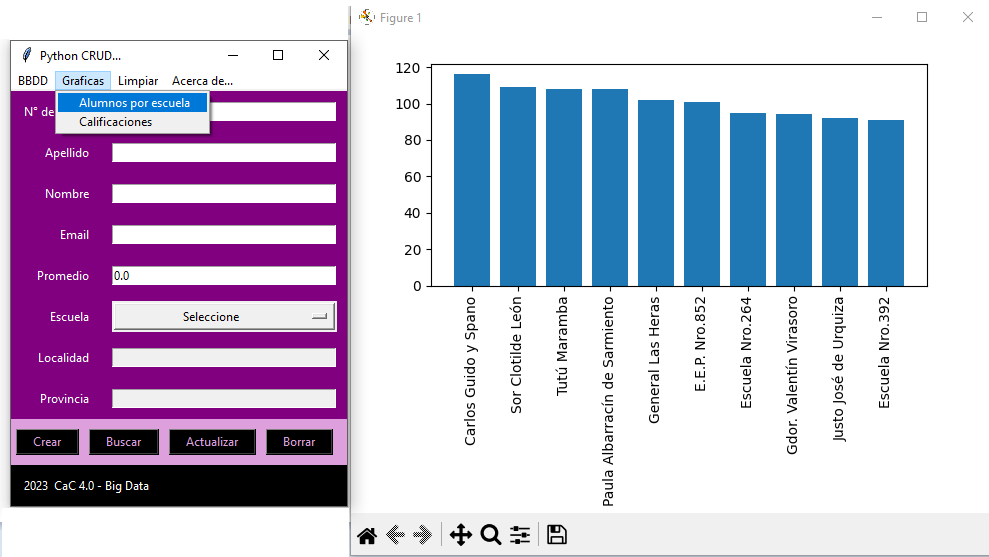 Python CRUD...
BBDD Graficas Limpiar Acerca de...
Alumnos por escuela
Calificaciones
N° de
Apellido
Nombre
Email
Promedio 0.0
Escuela Seleccione
Localidad
Provincia
Crear Buscar Actualizar Borrar
2023 CaC 4.0 - Big Data
Figure 1
120
100
80
60
40
20
0
Carlos Guido y Spano
Sor Clotilde León
Tutú Maramba
Paula Albarracín de Sarmiento
General Las Heras
E.E.P. Nro.852
Escuela Nro.264
Gdor. Valentín Virasoro
Justo José de Urquiza
Escuela Nro.392